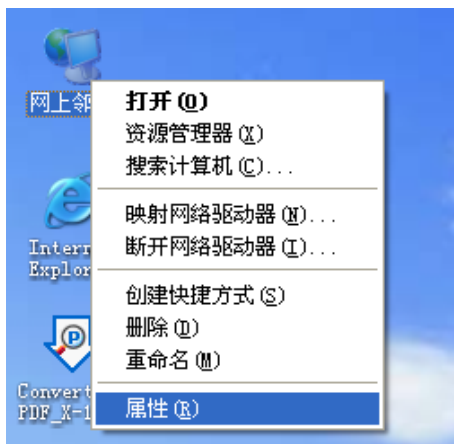 网上邻
打开(O)
资源管理器(X)
搜索计算机(C)...
映射网络驱动器(N)...
断开网络驱动器(I)...
Intern
Explor
创建快捷方式(S)
删除(D)
重命名(M)
Convert
PDF_X-1
属性(R)